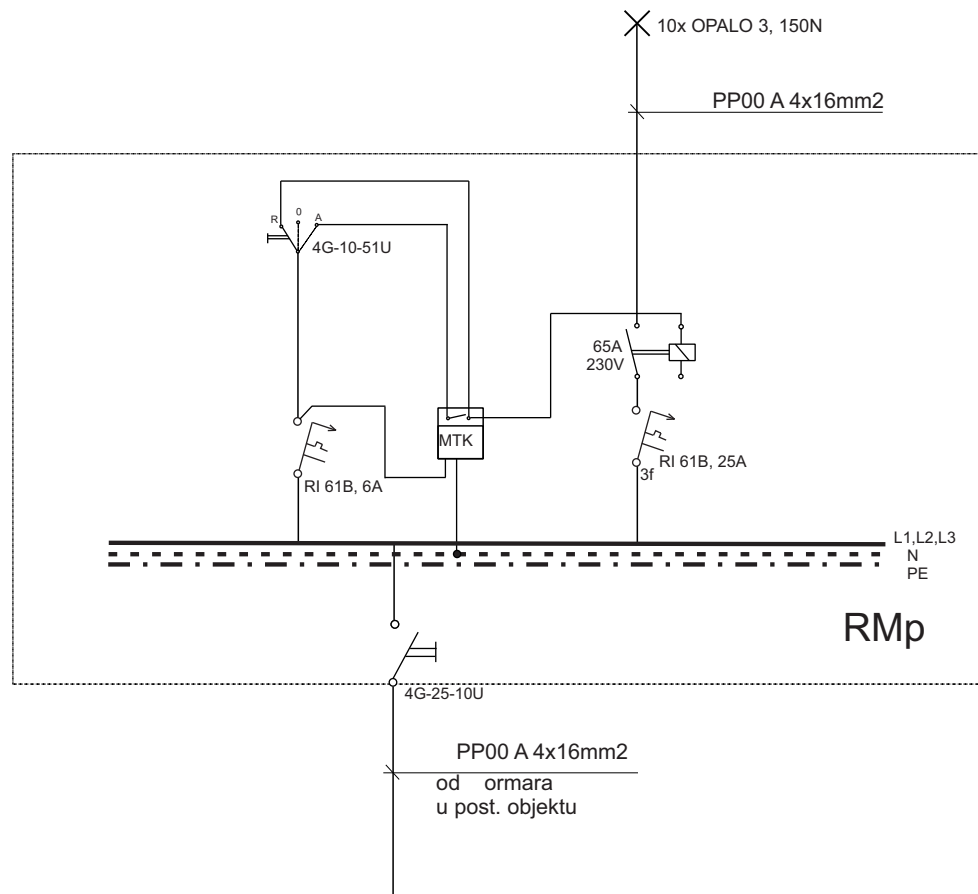 10x OPALO 3, 150N
PP00 A 4x16mm2
R
0
A
4G-10-51U
65A
230V
MTK
RI 61B, 6A
RI 61B, 25A
3f
L1,L2,L3
N
PE
RMp
4G-25-10U
PP00 A 4x16mm2
od ormara
u post. objektu